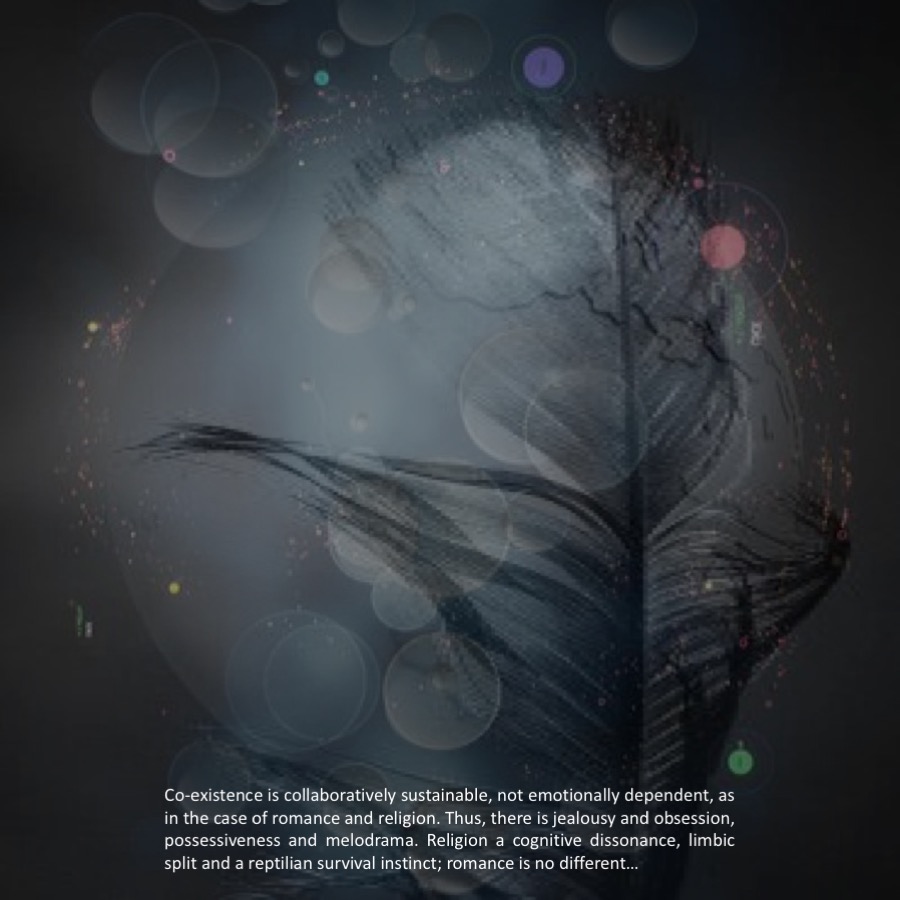 Co-existence is collaboratively sustainable, not emotionally dependent, as
in the case of romance and religion. Thus, there is jealousy and obsession,
possessiveness and melodrama. Religion a cognitive dissonance, limbic
split and a reptilian survival instinct; romance is no different...